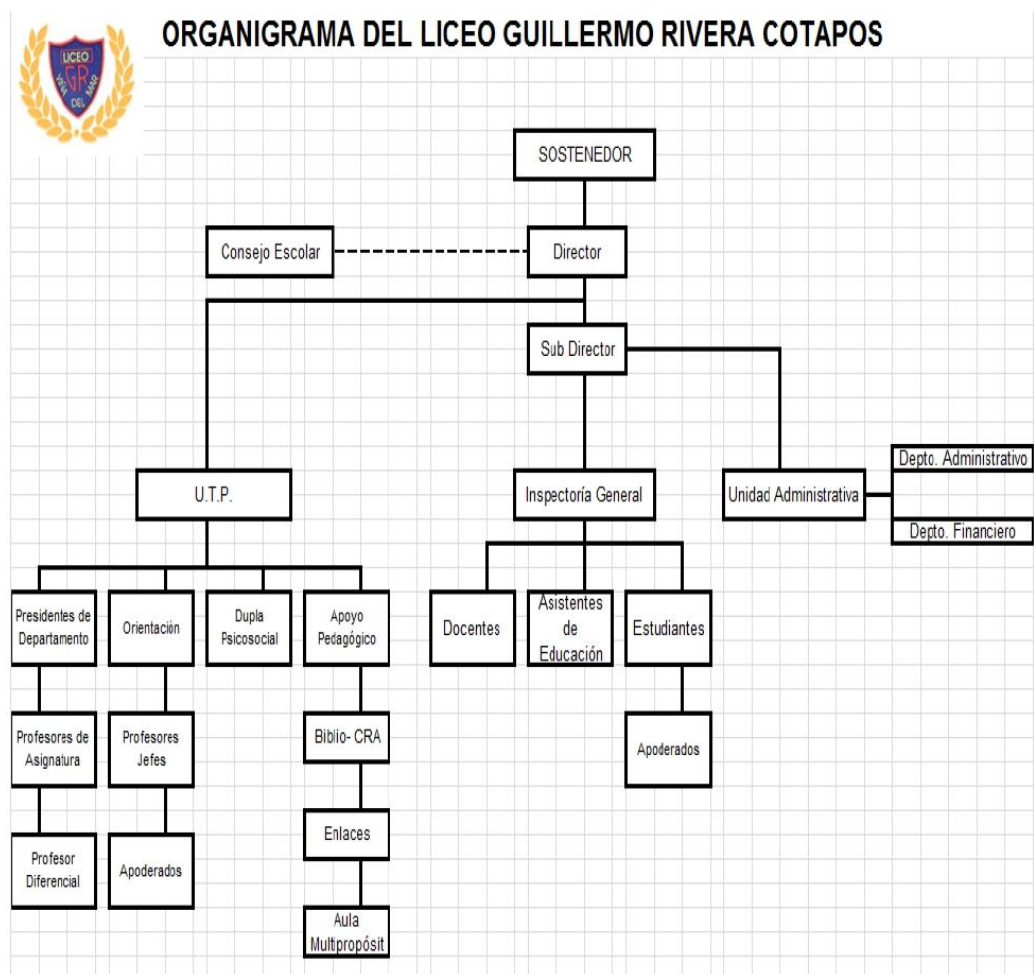 ORGANIGRAMA DEL LICEO GUILLERMO RIVERA COTAPOS
LICEO
GR
VIÑA DEL MAR
SOSTENEDOR
Consejo Escolar
Director
Sub Director
U.T.P.
Inspectoría General
Unidad Administrativa
Depto. Administrativo
Depto. Financiero
Presidentes de
Departamento
Orientación
Dupla
Psicosocial
Apoyo
Pedagógico
Docentes
Asistentes
de
Educación
Estudiantes
Profesores de
Asignatura
Profesores
Jefes
Biblio- CRA
Apoderados
Enlaces
Profesor
Diferencial
Apoderados
Aula
Multipropósit